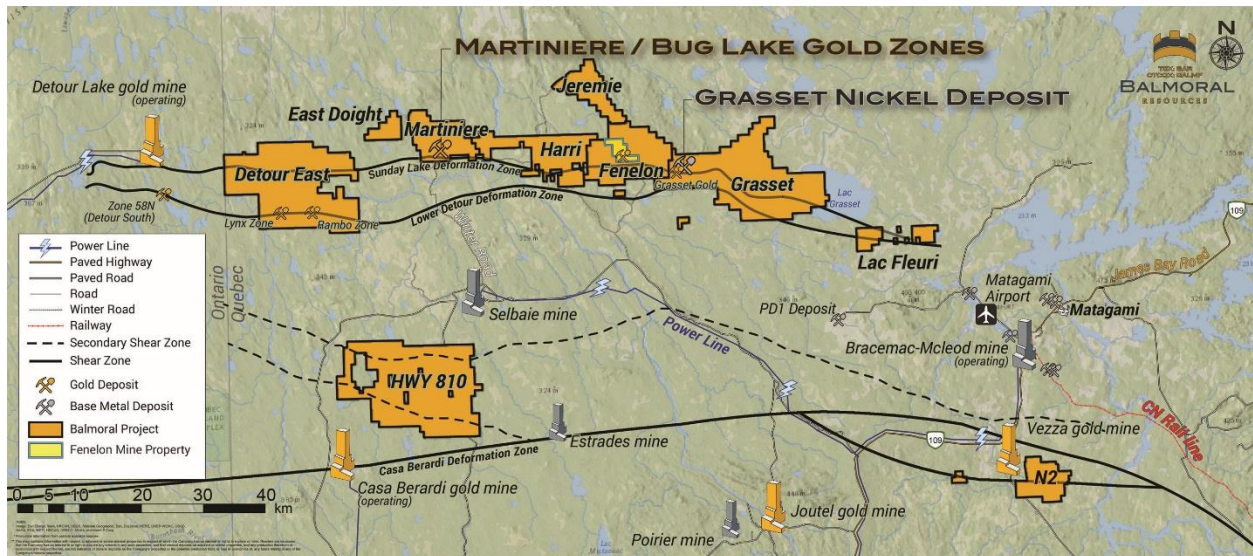 MARTINIERE / BUG LAKE GOLD ZONES
N
BALMORAL
RESOURCES
Detour Lake gold mine
(operating)
Jeremie
GRASSET NICKEL DEPOSIT
East Doight
Martiniere
Harri
Fenelon
Detour East
Sunday Lake Deformation Zone
Grasset Gold
Grasset
Lac
Grasset
Zone 58N
(Detour South)
Lynx Zone
Rambo Zone
Lower Detour Deformation Zone
109
Lac Fleuri
Winter Road
James Bay Road
Power Line
Paved Highway
Paved Road
Road
Winter Road
Railway
Secondary Shear Zone
Shear Zone
Gold Deposit
Base Metal Deposit
Balmoral Project
Fenelon Mine Property
Ontario
Quebec
Selbaie mine
Power Line
PD1 Deposit
Matagami
Airport
Matagami
Bracemac-Mcleod mine
(operating)
HWY 810
CN Rail line
Estrades mine
Vezza gold mine
109
Casa Berardi Deformation Zone
Casa Berardi gold mine
(operating)
N2
Joutel gold mine
Poirier mine
0 5 10 20 30 40
km